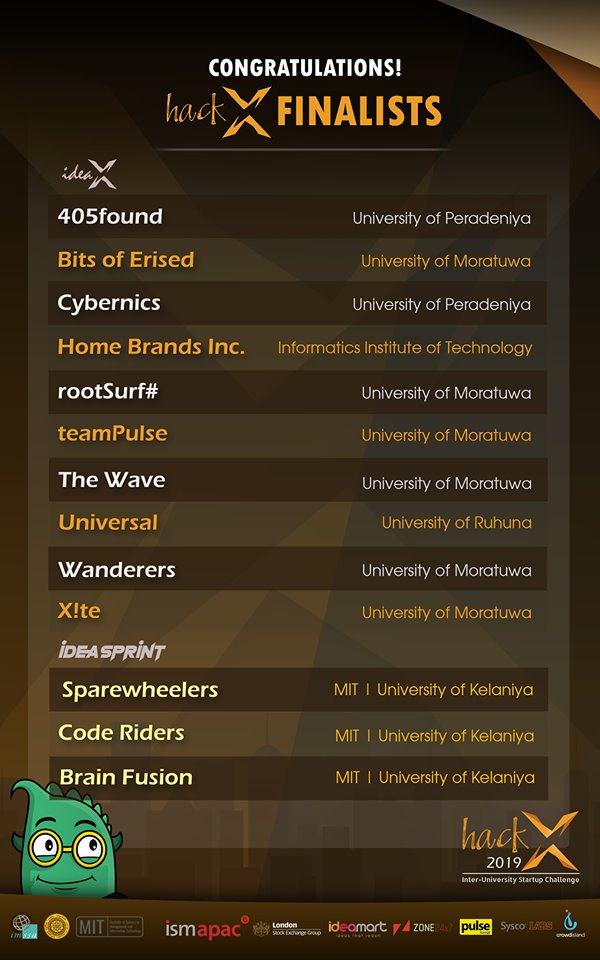 CONGRATULATIONS!
hackX FINALISTS
ideaX
405found University of Peradeniya
Bits of Erised University of Moratuwa
Cybernics University of Peradeniya
Home Brands Inc. Informatics Institute of Technology
rootSurf# University of Moratuwa
teamPulse University of Moratuwa
The Wave University of Moratuwa
Universal University of Ruhuna
Wanderers University of Moratuwa
X!te University of Moratuwa
IDEASPRINT
Sparewheelers MIT | University of Kelaniya
Code Riders MIT | University of Kelaniya
Brain Fusion MIT | University of Kelaniya
hackX
2019
Inter-University Startup Challenge
imssa
MIT
ismapac
London
Stock Exchange Group
ideamart
ZONE24x7
pulse
Sysco LABS
crowdisland